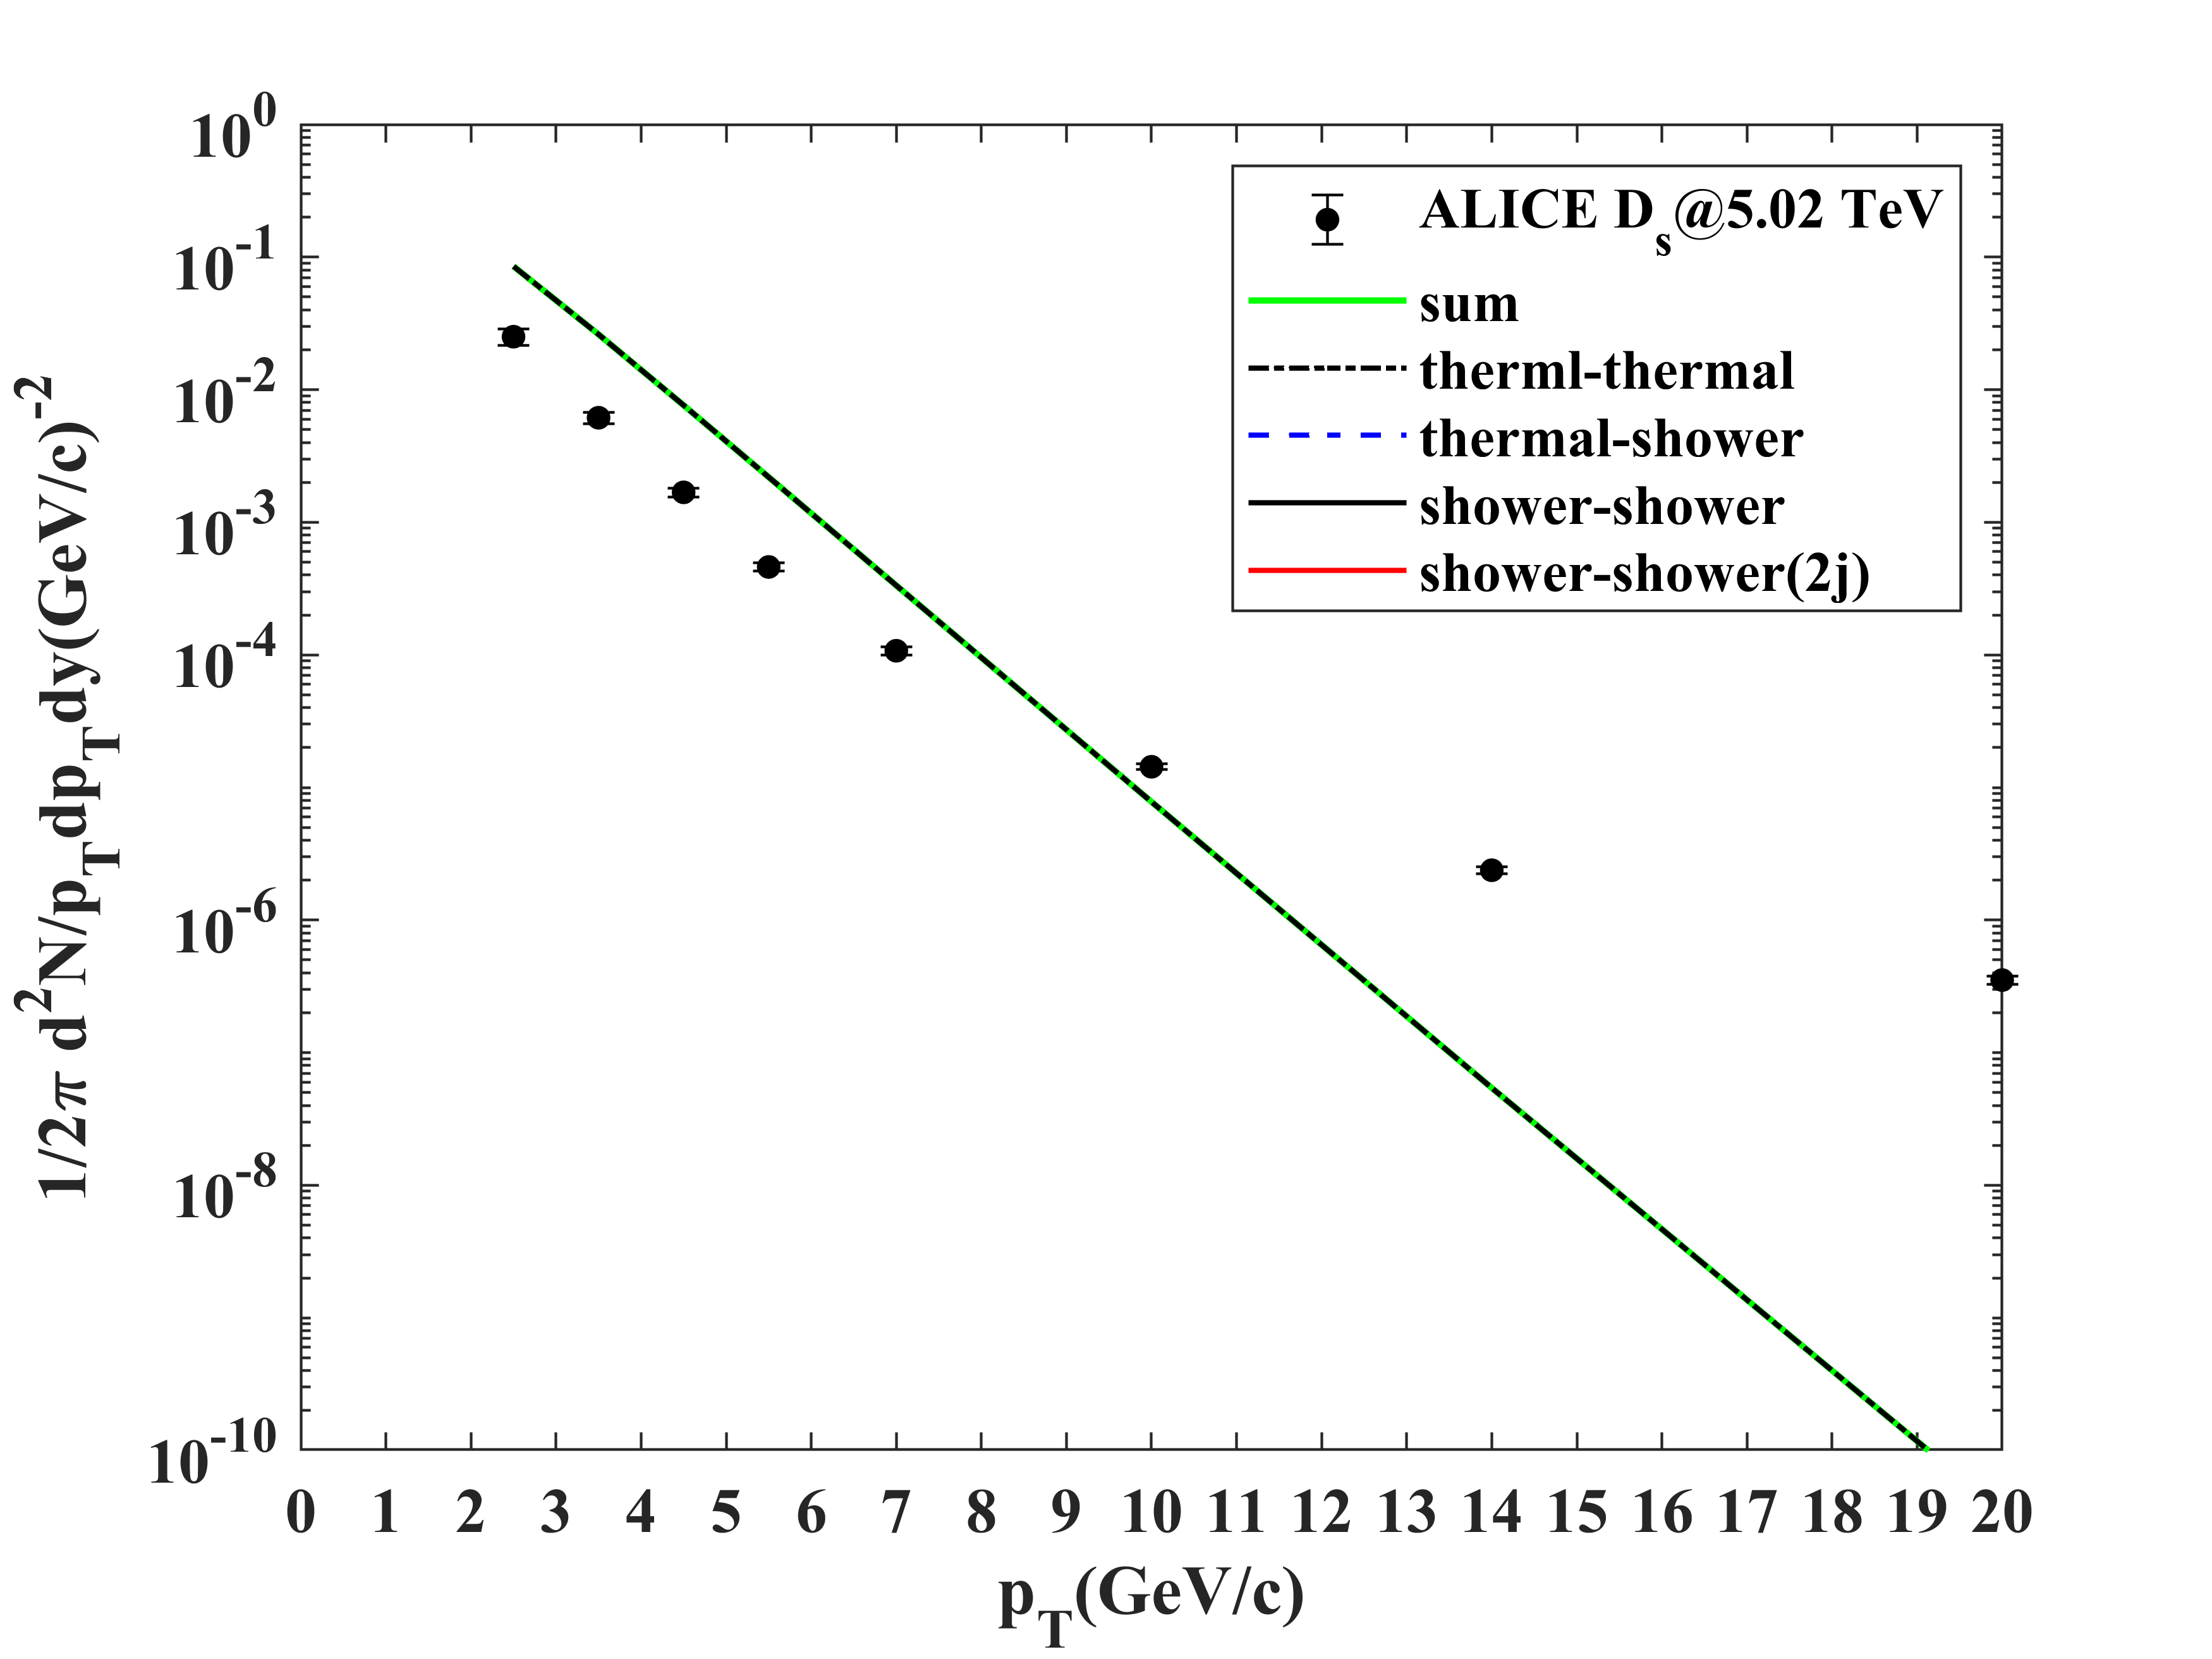 10^0
10^-1
10^-2
10^-3
10^-4
10^-6
10^-8
10^-10
1/2π d^2N/p_Tdp_Tdy(GeV/c)^-2
ALICE D_s@5.02 TeV
sum
therml-thermal
thermal-shower
shower-shower
shower-shower(2j)
0 1 2 3 4 5 6 7 8 9 10 11 12 13 14 15 16 17 18 19 20
p_T(GeV/c)